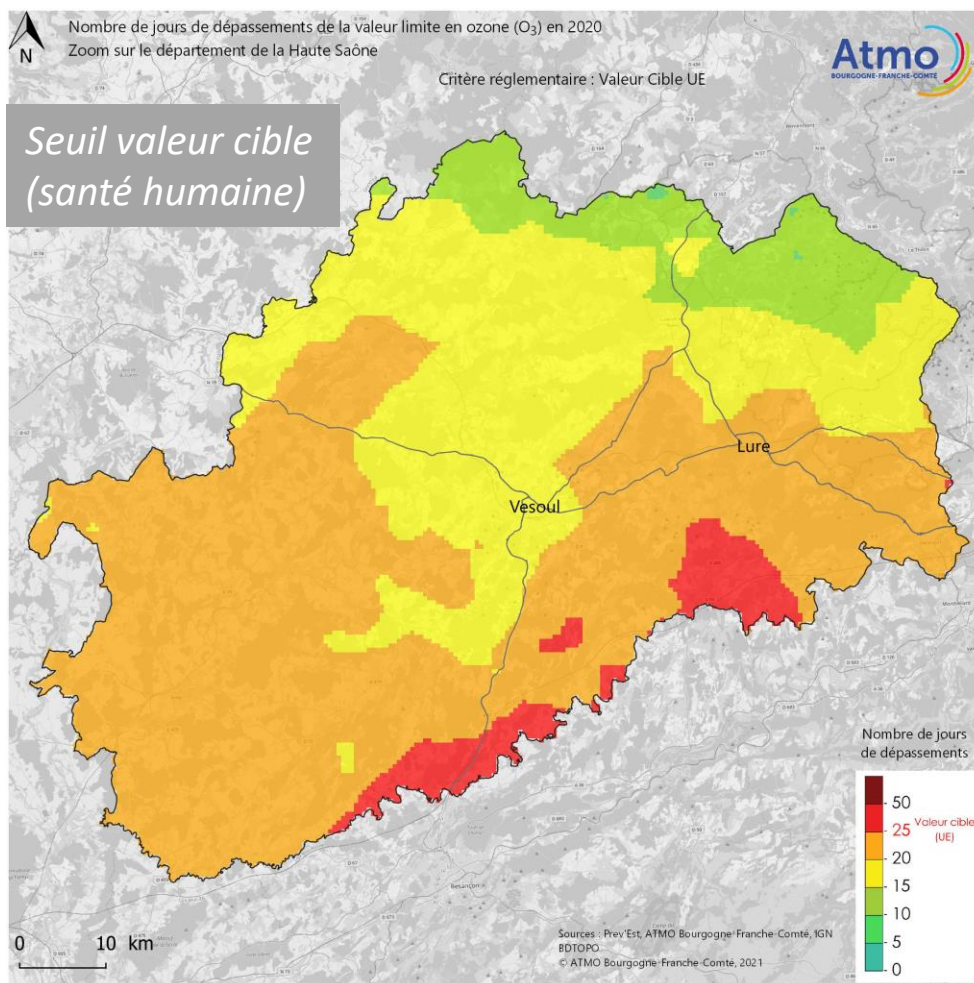 Nombre de jours de dépassements de la valeur limite en ozone (O₃) en 2020
Zoom sur le département de la Haute Saône
N
Critère réglementaire : Valeur Cible UE
Atmo
BOURGOGNE-FRANCHE-COMTÉ
Seuil valeur cible
(santé humaine)
Lure
Vesoul
Besançon
Nombre de jours
de dépassements
50
25
Valeur cible
(UE)
20
15
10
5
0
0 10 km
Sources : Prev'Est, ATMO Bourgogne-Franche-Comté, IGN
BDTOPO
© ATMO Bourgogne-Franche-Comté, 2021